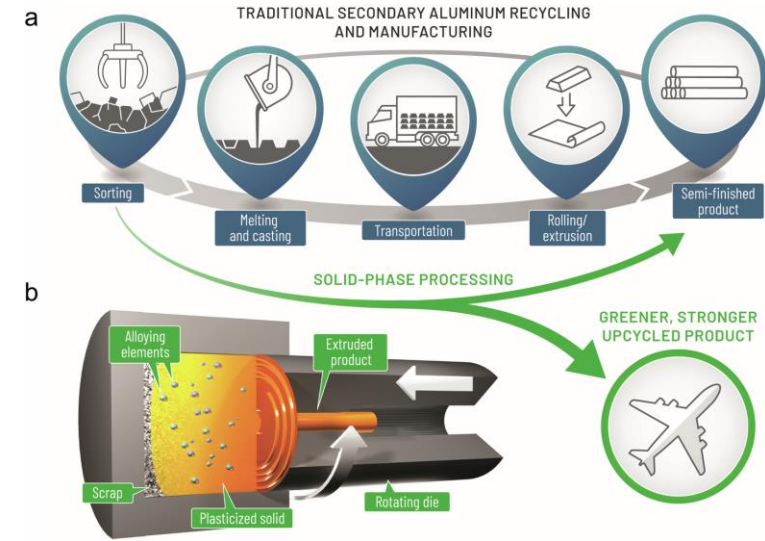 a
TRADITIONAL SECONDARY ALUMINUM RECYCLING
AND MANUFACTURING
Sorting
Melting
and casting
Transportation
Rolling/
extrusion
Semi-finished
product
SOLID-PHASE PROCESSING
b
GREENER, STRONGER
UPCYCLED PRODUCT
Alloying
elements
Extruded
product
Scrap
Plasticized solid
Rotating die